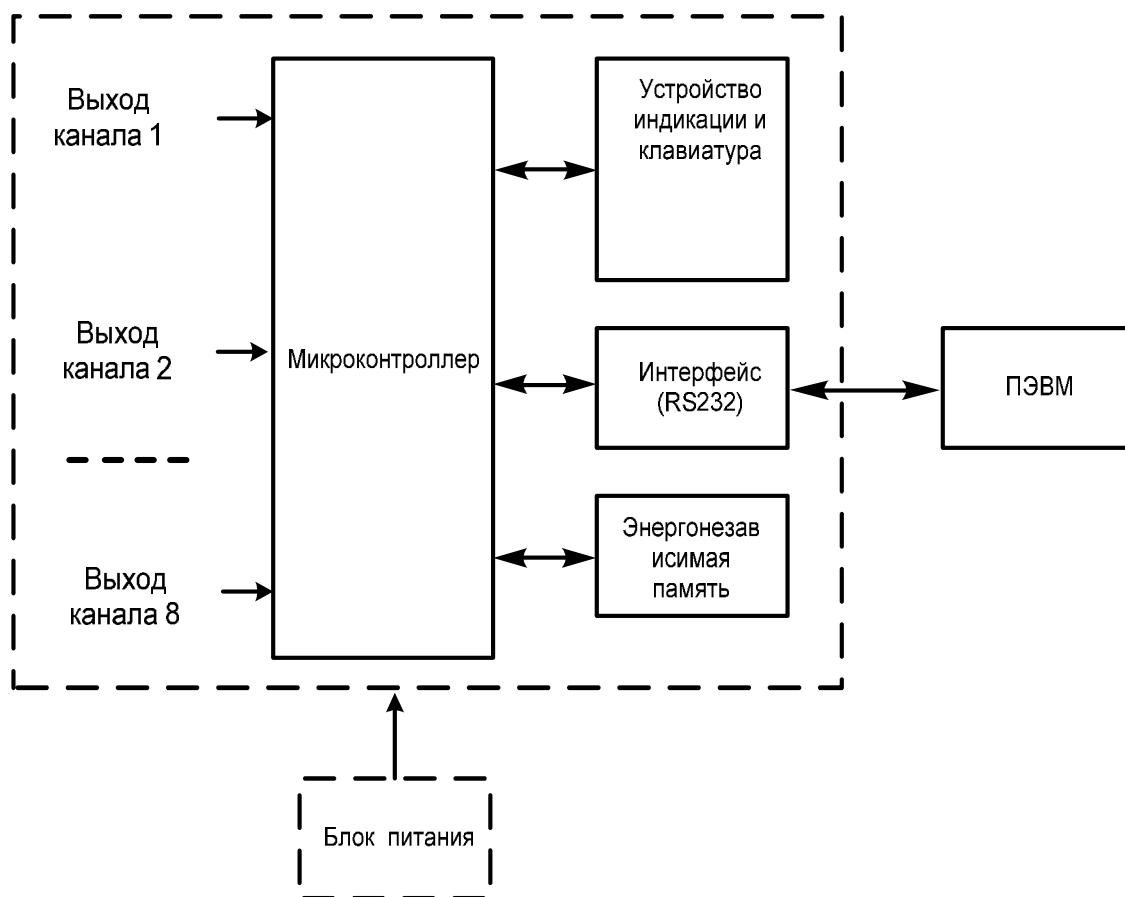 Выход
канала 1
Выход
канала 2
Выход
канала 8
Микроконтроллер
Устройство
индикации и
клавиатура
Интерфейс
(RS232)
Энергонезав
исимая
память
ПЭВМ
Блок питания